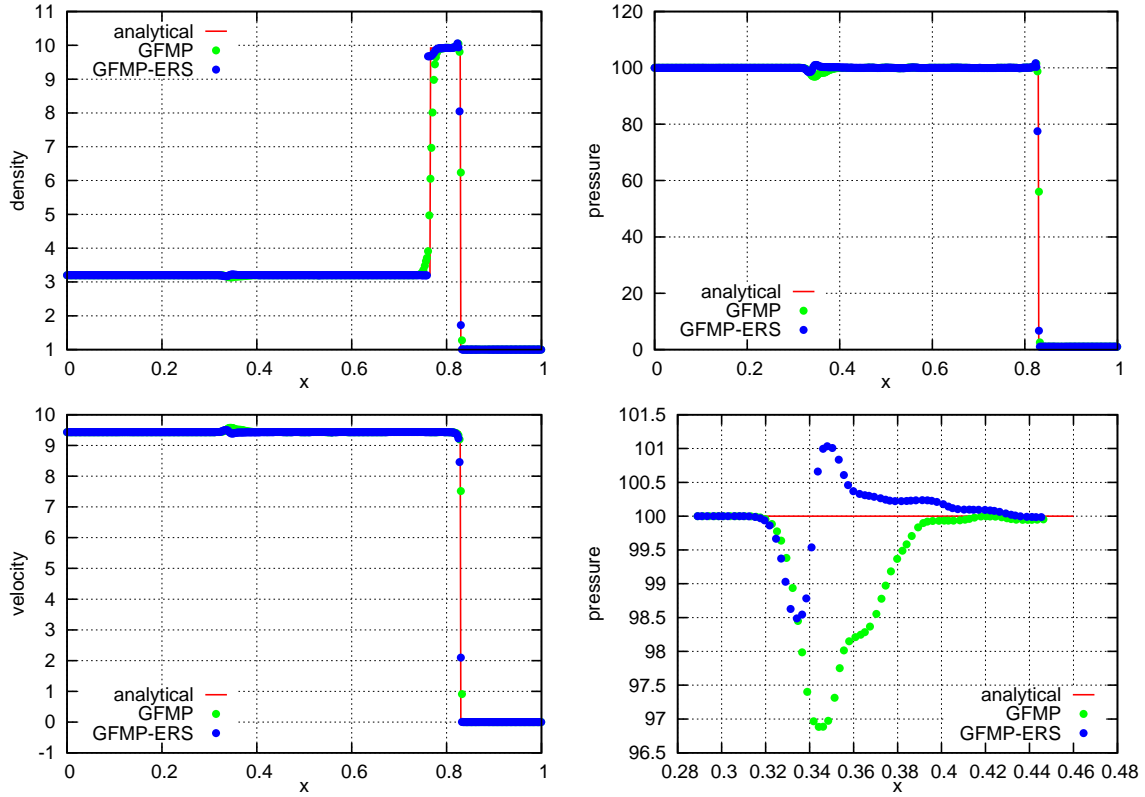 11
10
9
8
7
6
5
4
3
2
1
0 0.2 0.4 0.6 0.8 1
density
x
analytical
GFMP
GFMP-ERS
120
100
80
60
40
20
0
0 0.2 0.4 0.6 0.8 1
pressure
x
analytical
GFMP
GFMP-ERS
10
9
8
7
6
5
4
3
2
1
0
-1
0 0.2 0.4 0.6 0.8 1
velocity
x
analytical
GFMP
GFMP-ERS
101.5
101
100.5
100
99.5
99
98.5
98
97.5
97
96.5
0.28 0.3 0.32 0.34 0.36 0.38 0.4 0.42 0.44 0.46 0.48
pressure
x
analytical
GFMP
GFMP-ERS